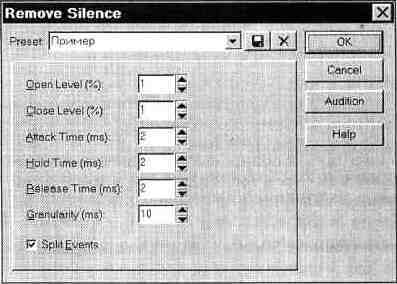 Remove Silence
Preset: Пример
OK
Cancel
Audition
Help
Open Level (%): 1
Close Level (%) 1
Attack Time (ms): 2
Hold Time (ms): 2
Release Time (ms): 2
Granularity (ms): 10
Split Events